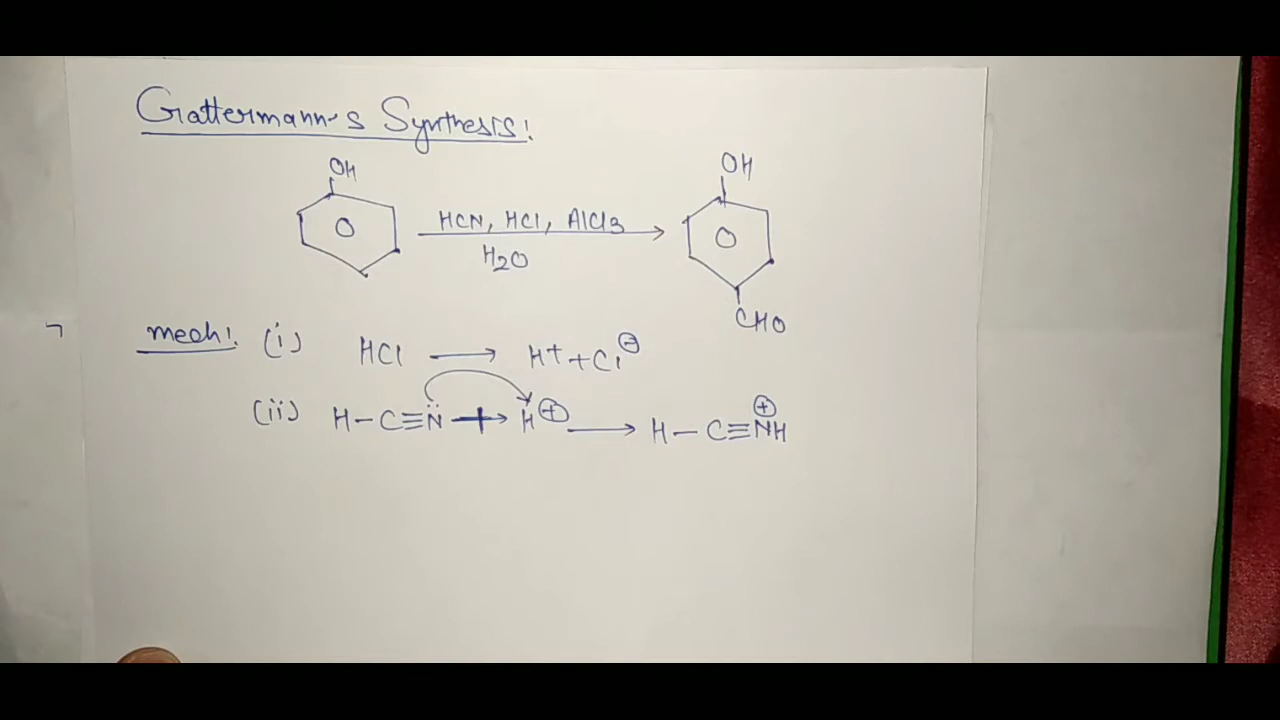 Gattermann's Synthesis:
OH
OH
HCN, HCl, AlCl3
H2O
CHO
mech: (i) HCl ⟶ H+ + Cl⊖
(ii) H–C≡N̈ + H⊕ ⟶ H–C≡N⊕H